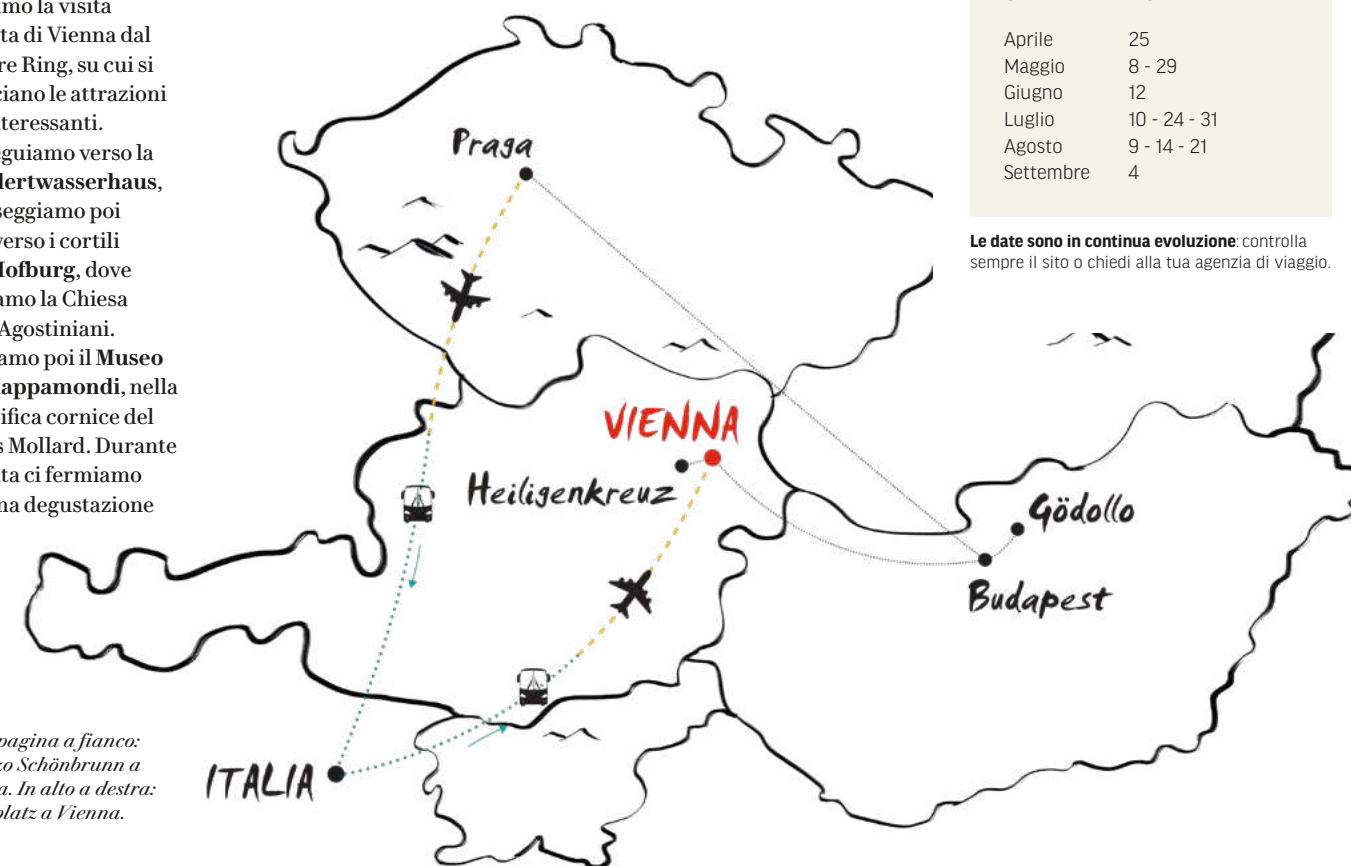 mo la visita
ta di Vienna dal
re Ring, su cui si
ciano le attrazioni
nteressanti.
eguiamo verso la
lertwasserhaus,
seggiamo poi
verso i cortili
Hofburg, dove
amo la Chiesa
Agostiniani.
amo poi il Museo
appamondi, nella
ifica cornice del
s Mollard. Durante
ta ci fermiamo
na degustazione
pagina a fianco:
zo Schönbrunn a
a. In alto a destra:
platz a Vienna.
Praga
VIENNA
Heiligenkreuz
Gödollo
Budapest
ITALIA
Aprile 25
Maggio 8 - 29
Giugno 12
Luglio 10 - 24 - 31
Agosto 9 - 14 - 21
Settembre 4
Le date sono in continua evoluzione: controlla
sempre il sito o chiedi alla tua agenzia di viaggio.